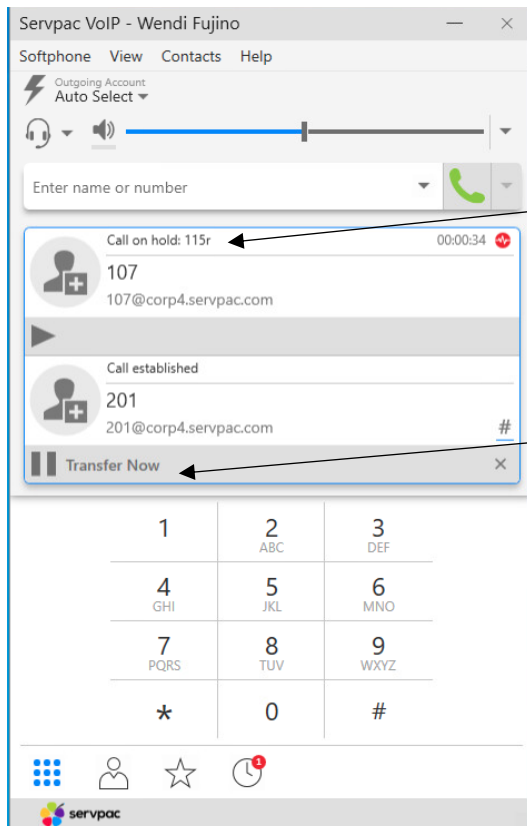 Servpac VoIP - Wendi Fujino
Softphone View Contacts Help
Outgoing Account
Auto Select
Enter name or number
Call on hold: 115r 00:00:34
107
107@corp4.servpac.com
Call established
201
201@corp4.servpac.com #
Transfer Now
1 2 3
ABC DEF
4 5 6
GHI JKL MNO
7 8 9
PQRS TUV WXYZ
* 0 #
1
servpac